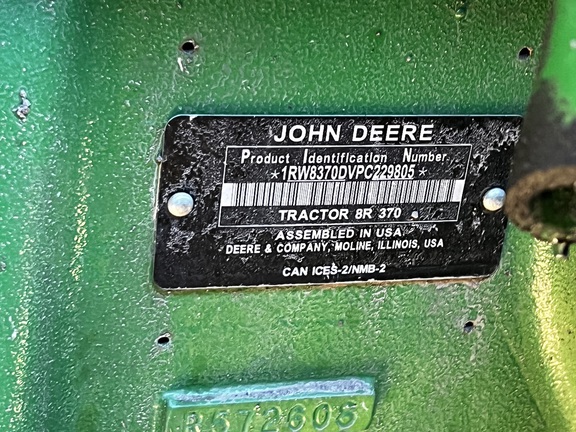 JOHN DEERE
Product Identification Number
*1RW8370DVPC229805*
TRACTOR 8R 370
ASSEMBLED IN USA
DEERE & COMPANY, MOLINE, ILLINOIS, USA
CAN ICES-2/NMB-2
R572605